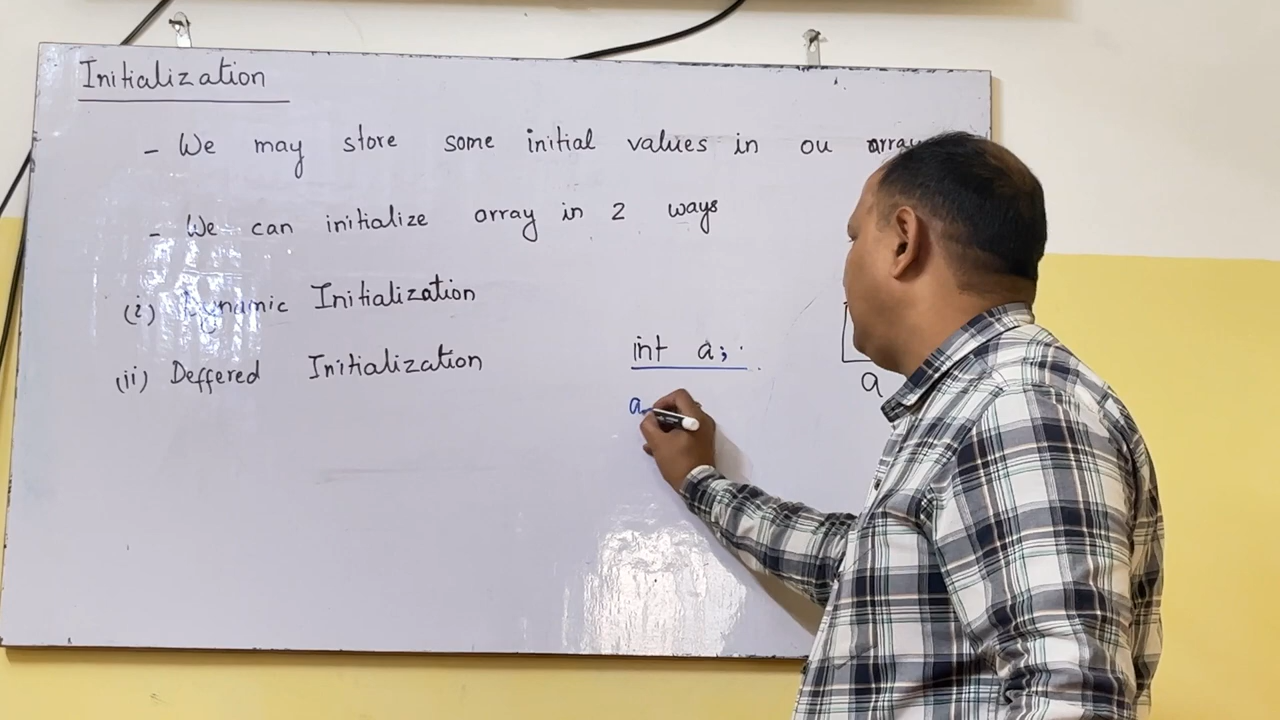 Initialization
- We may store some initial values in ou array
- We can initialize array in 2 ways
(i) Dynamic Initialization
(ii) Deffered Initialization
int a;
a
a